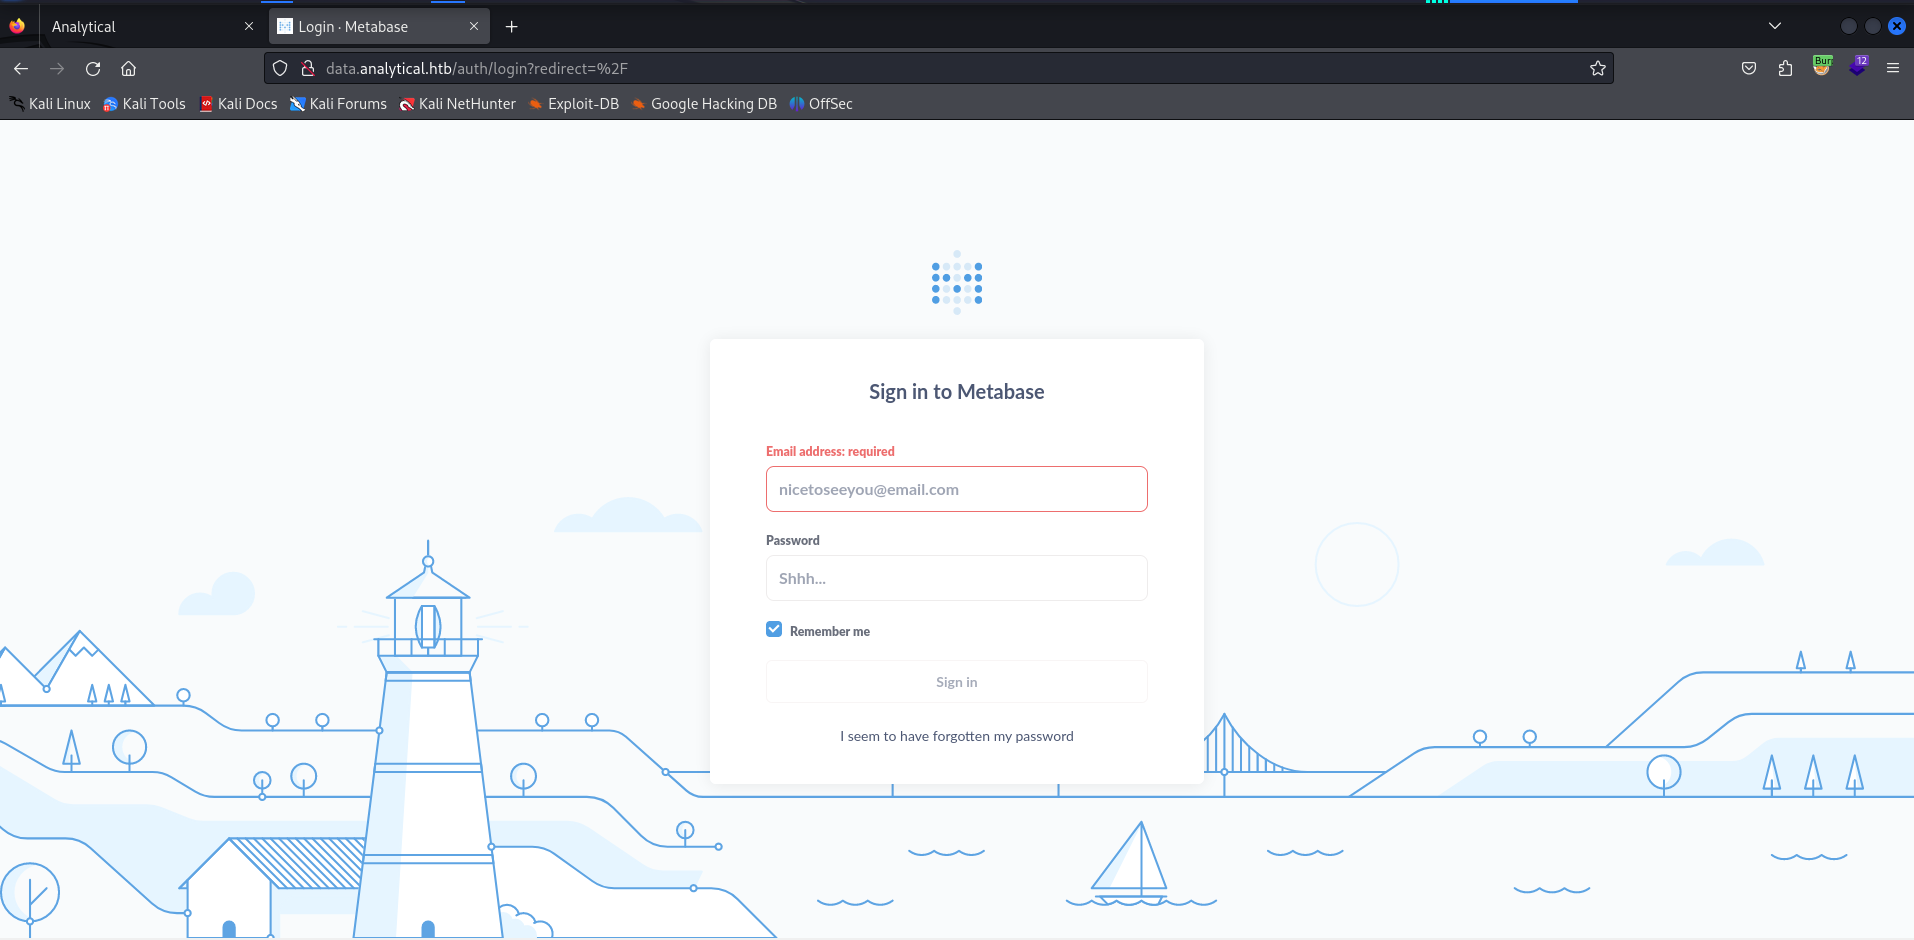 Analytical
Login · Metabase
data.analytical.htb/auth/login?redirect=%2F
Burr
12
Kali Linux Kali Tools Kali Docs Kali Forums Kali NetHunter Exploit-DB Google Hacking DB OffSec
Sign in to Metabase
Email address: required
nicetoseeyou@email.com
Password
Shhh...
Remember me
Sign in
I seem to have forgotten my password